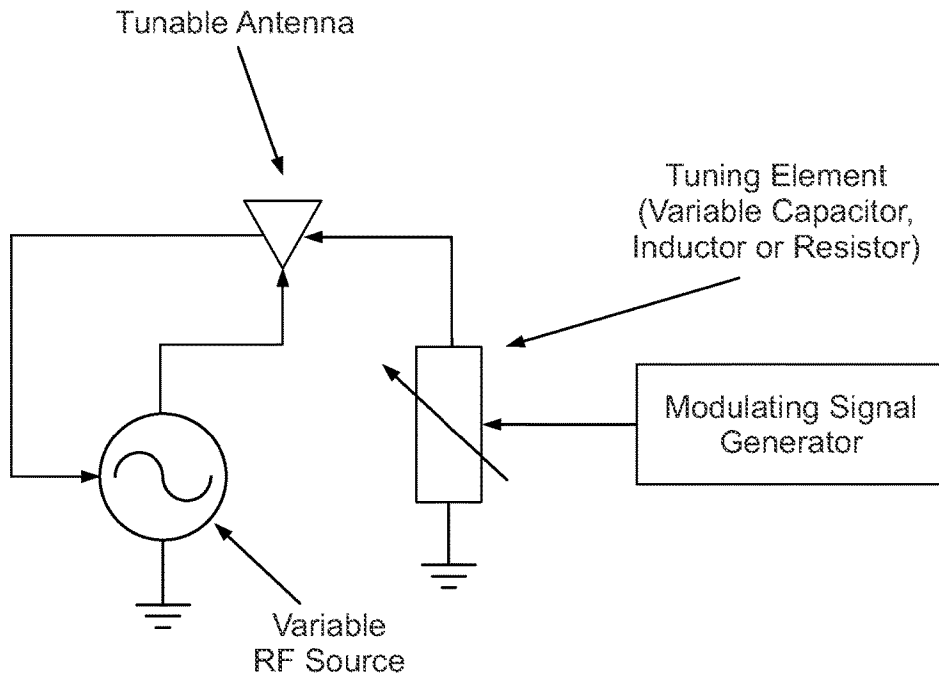 Tunable Antenna
Tuning Element
(Variable Capacitor,
Inductor or Resistor)
Modulating Signal
Generator
Variable
RF Source